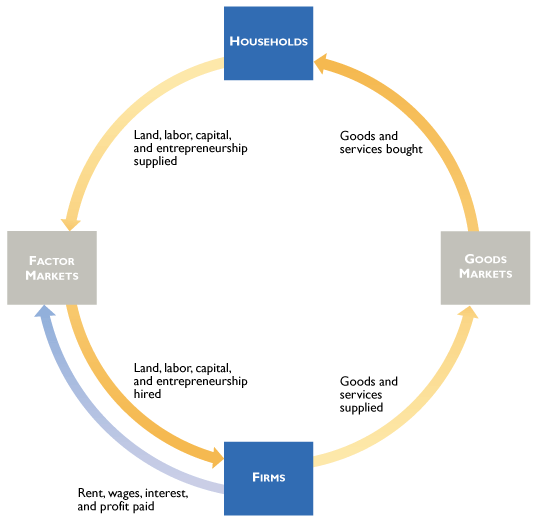 HOUSEHOLDS
Land, labor, capital,
and entrepreneurship
supplied
Goods and
services bought
FACTOR
MARKETS
GOODS
MARKETS
Land, labor, capital,
and entrepreneurship
hired
Goods and
services
supplied
FIRMS
Rent, wages, interest,
and profit paid